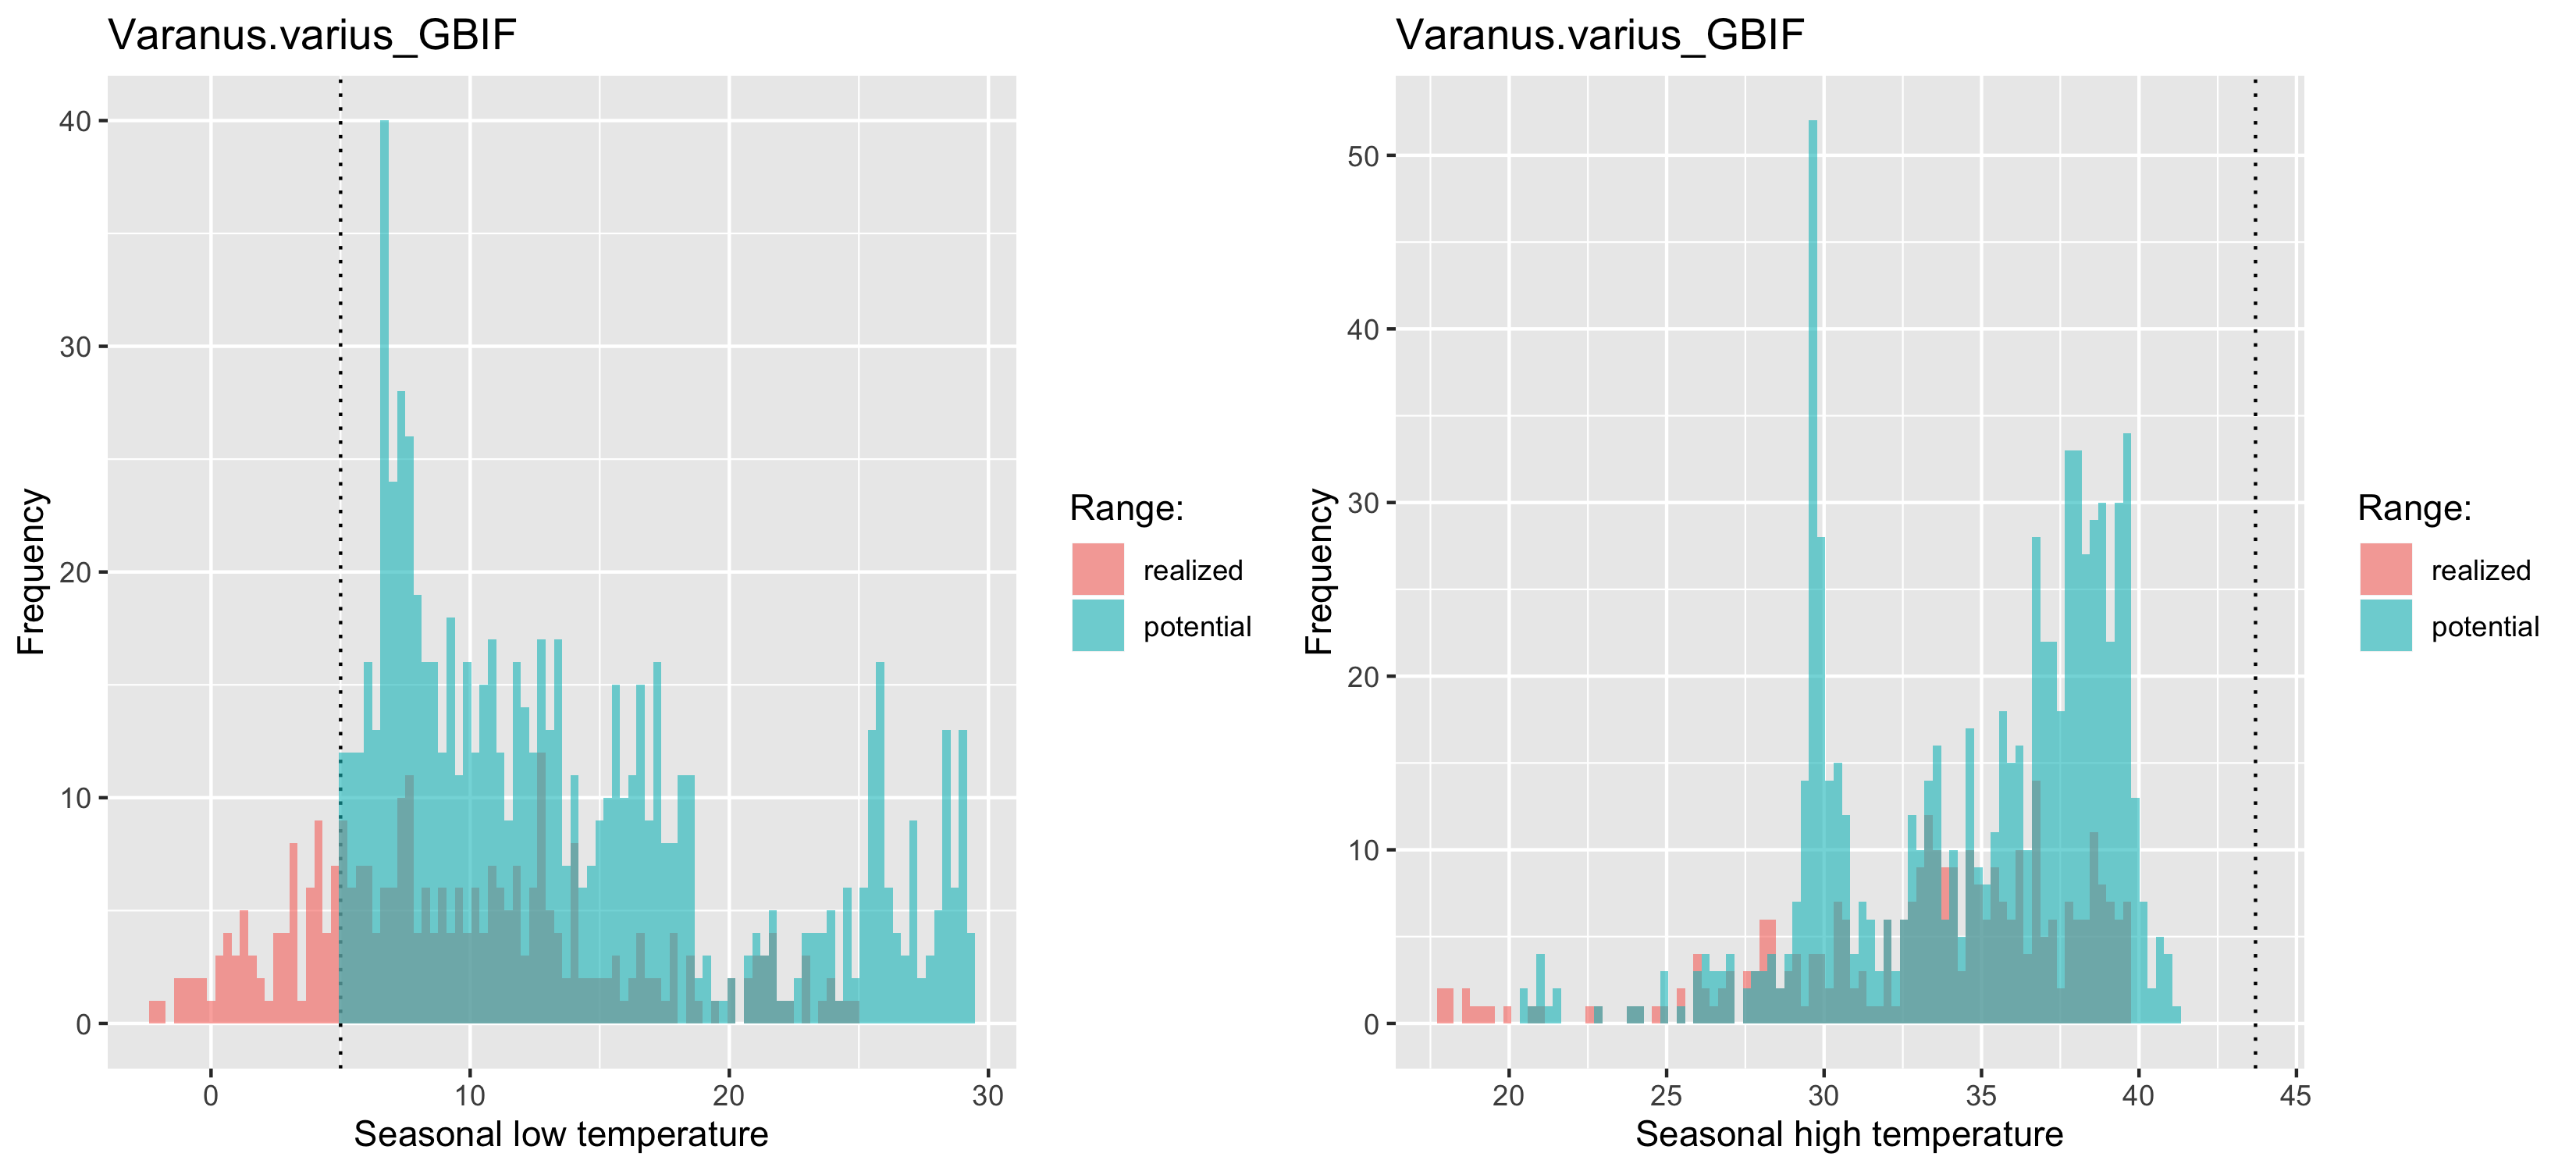 Varanus.varius_GBIF
40
30
20
10
0
Frequency
0 10 20 30
Seasonal low temperature
Range:
realized
potential
Varanus.varius_GBIF
50
40
30
20
10
0
Frequency
20 25 30 35 40 45
Seasonal high temperature
Range:
realized
potential